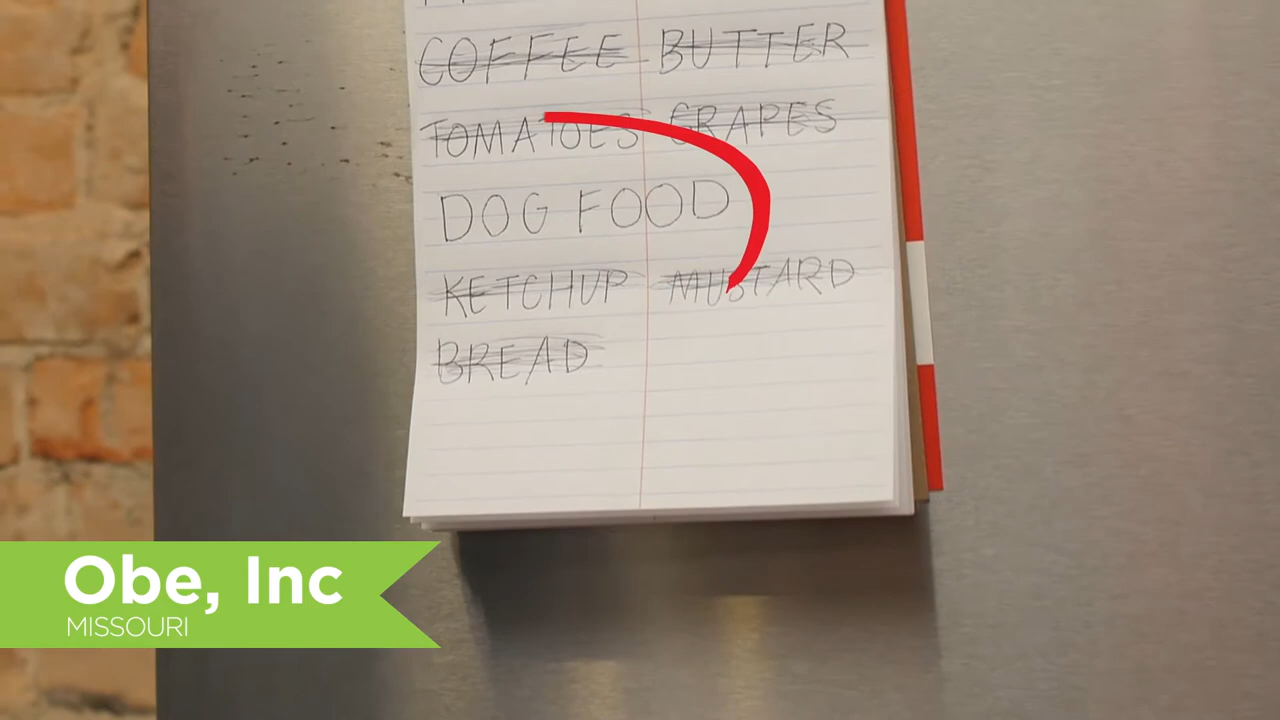 COFFEE BUTTER
TOMATOES GRAPES
DOG FOOD
KETCHUP MUSTARD
BREAD
Obe, Inc
MISSOURI